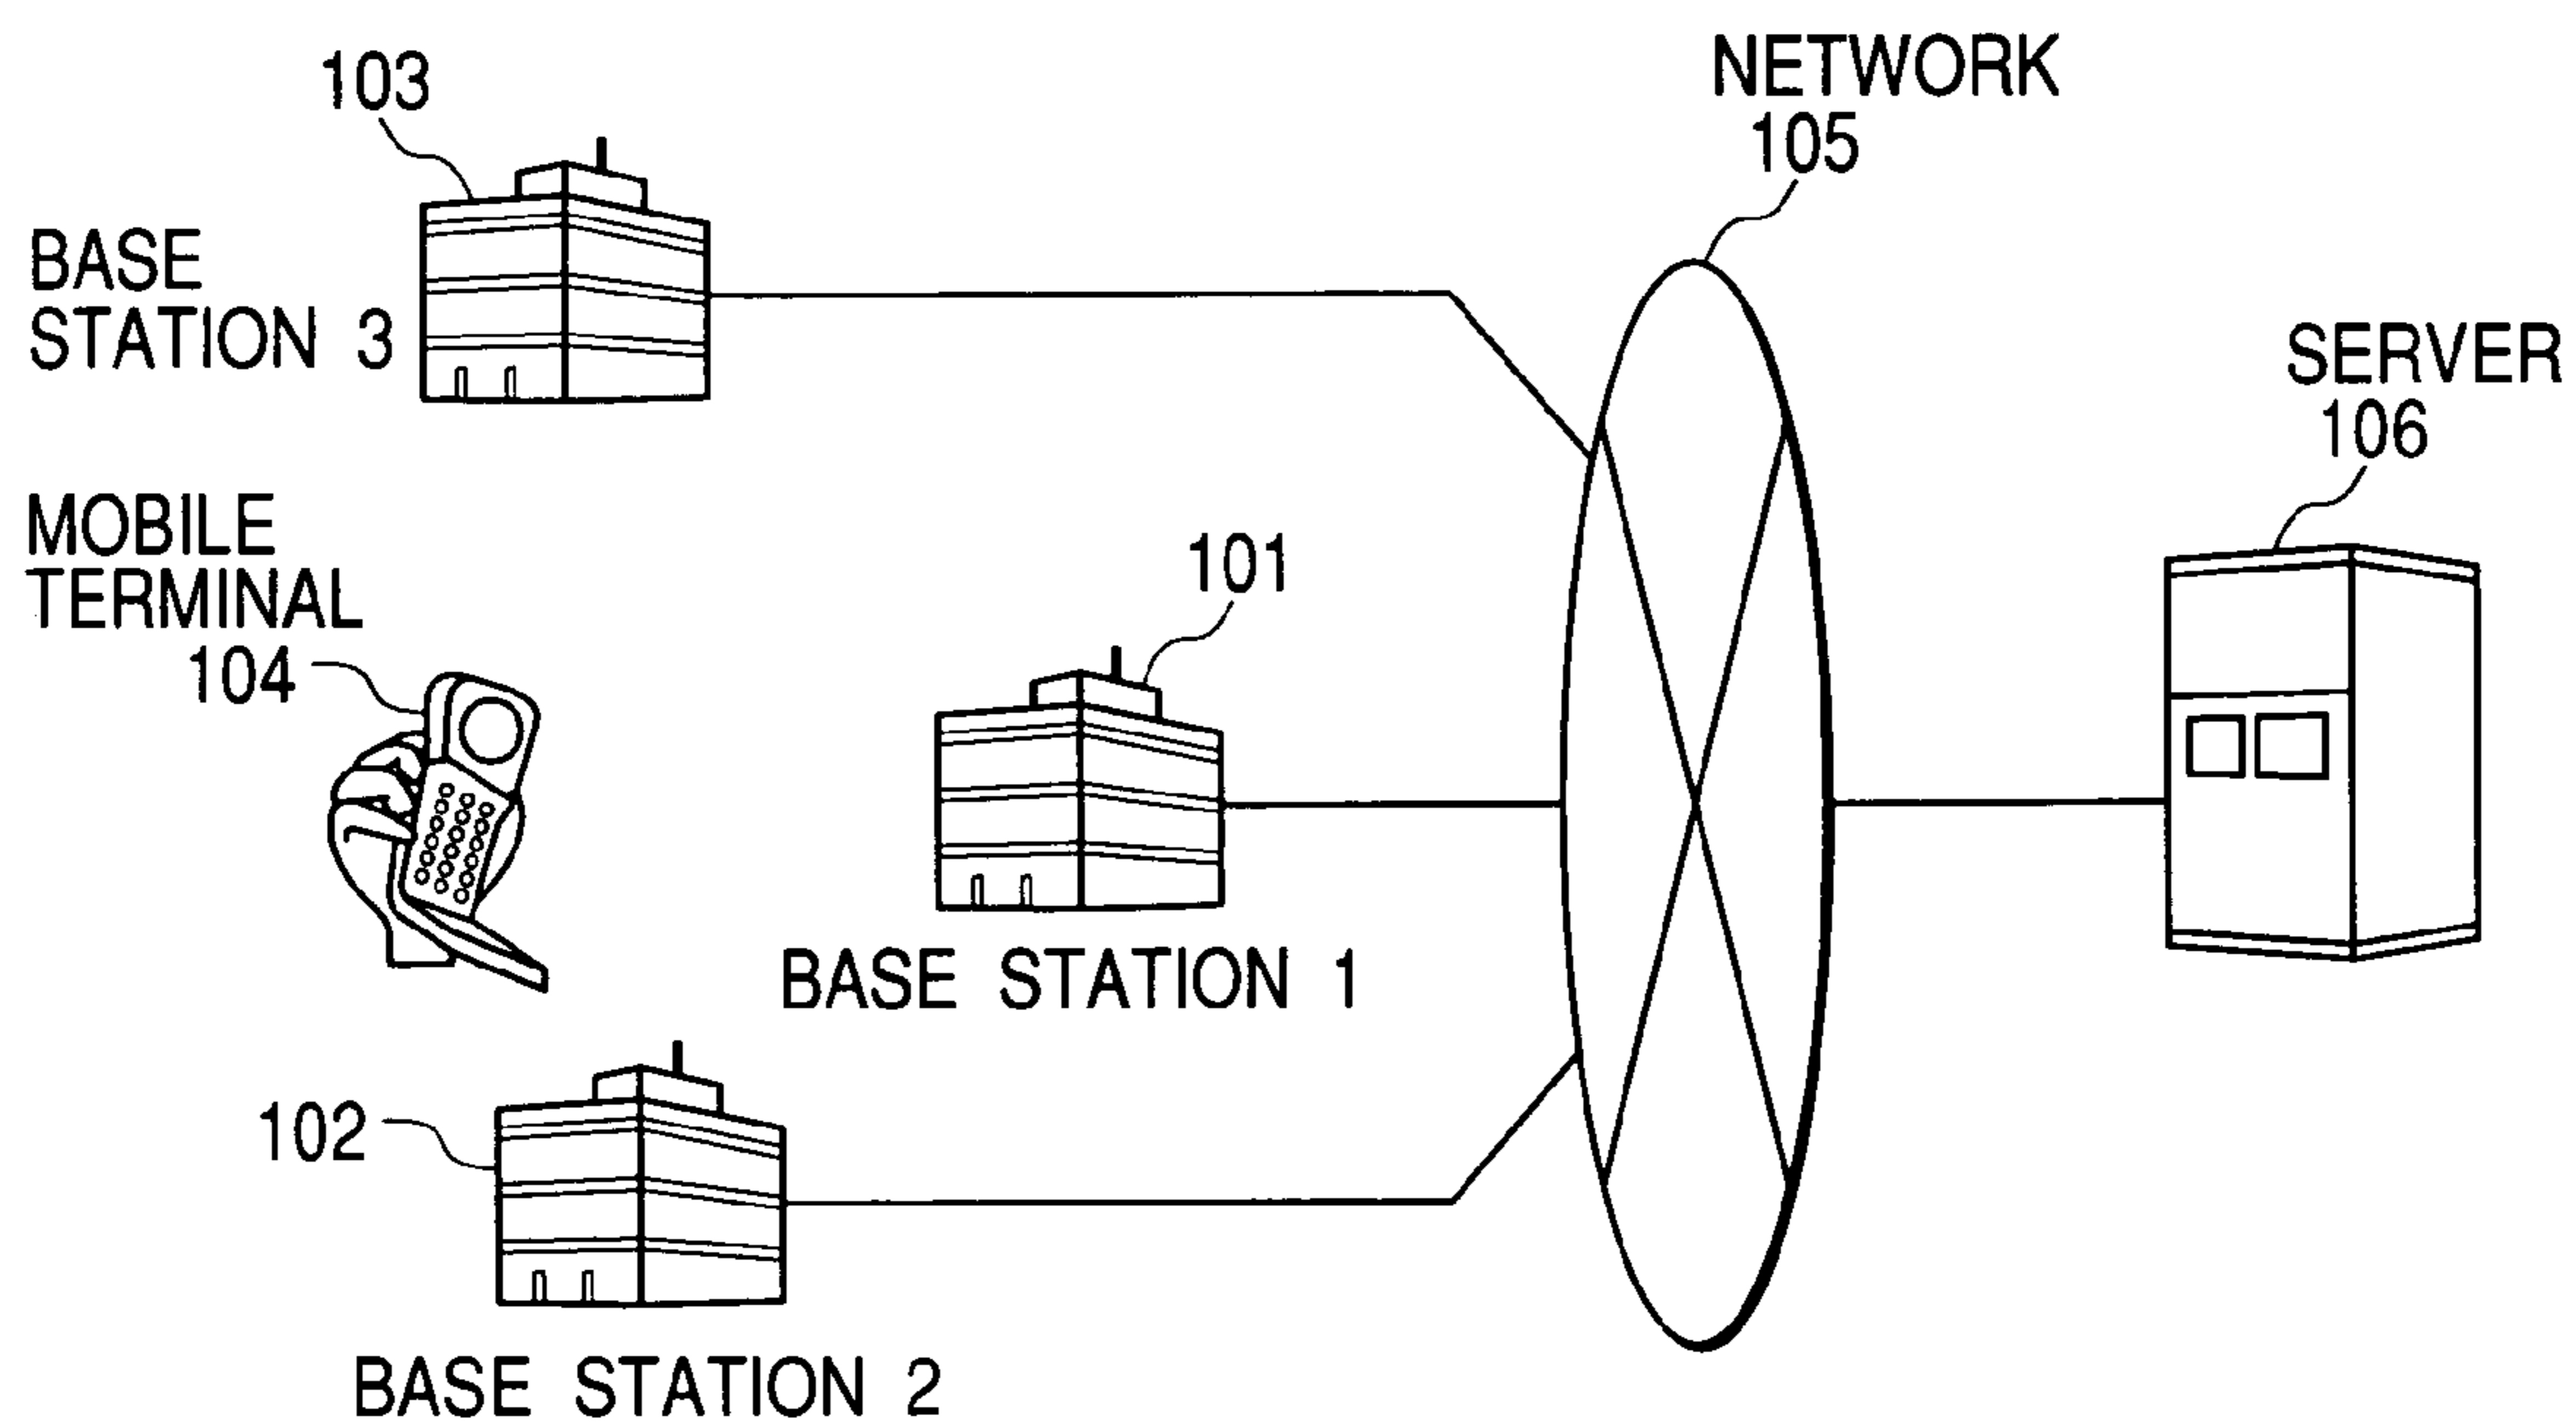 103
BASE
STATION 3
NETWORK
105
SERVER
106
MOBILE
TERMINAL
104
101
BASE STATION 1
102
BASE STATION 2